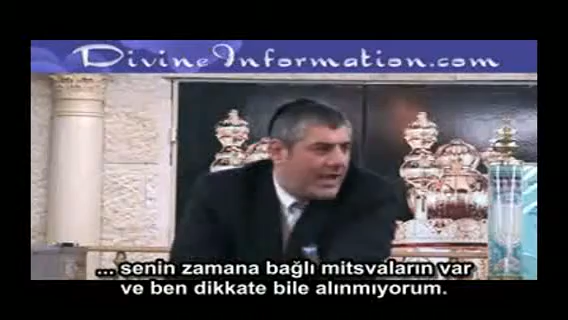 DivineInformation.com
... senin zamana bağlı mitsvaların var
ve ben dikkate bile alınmıyorum.